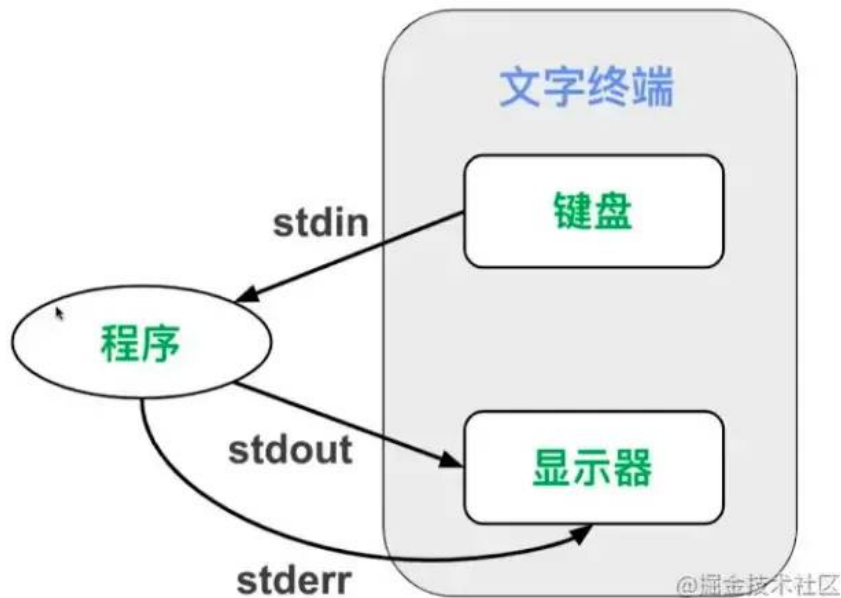 文字终端
键盘
stdin
程序
stdout
显示器
stderr
@掘金技术社区